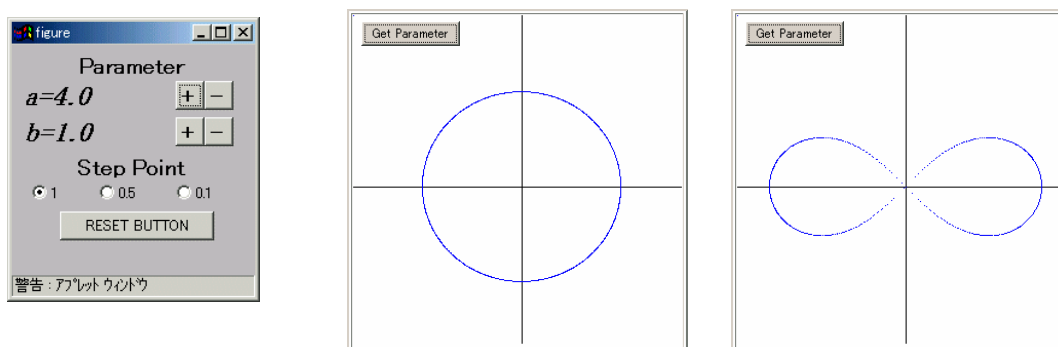 figure
Parameter
a=4.0
+ −
b=1.0
+ −
Step Point
1 0.5 0.1
RESET BUTTON
警告 : アプレット ウィンドウ
Get Parameter
Get Parameter